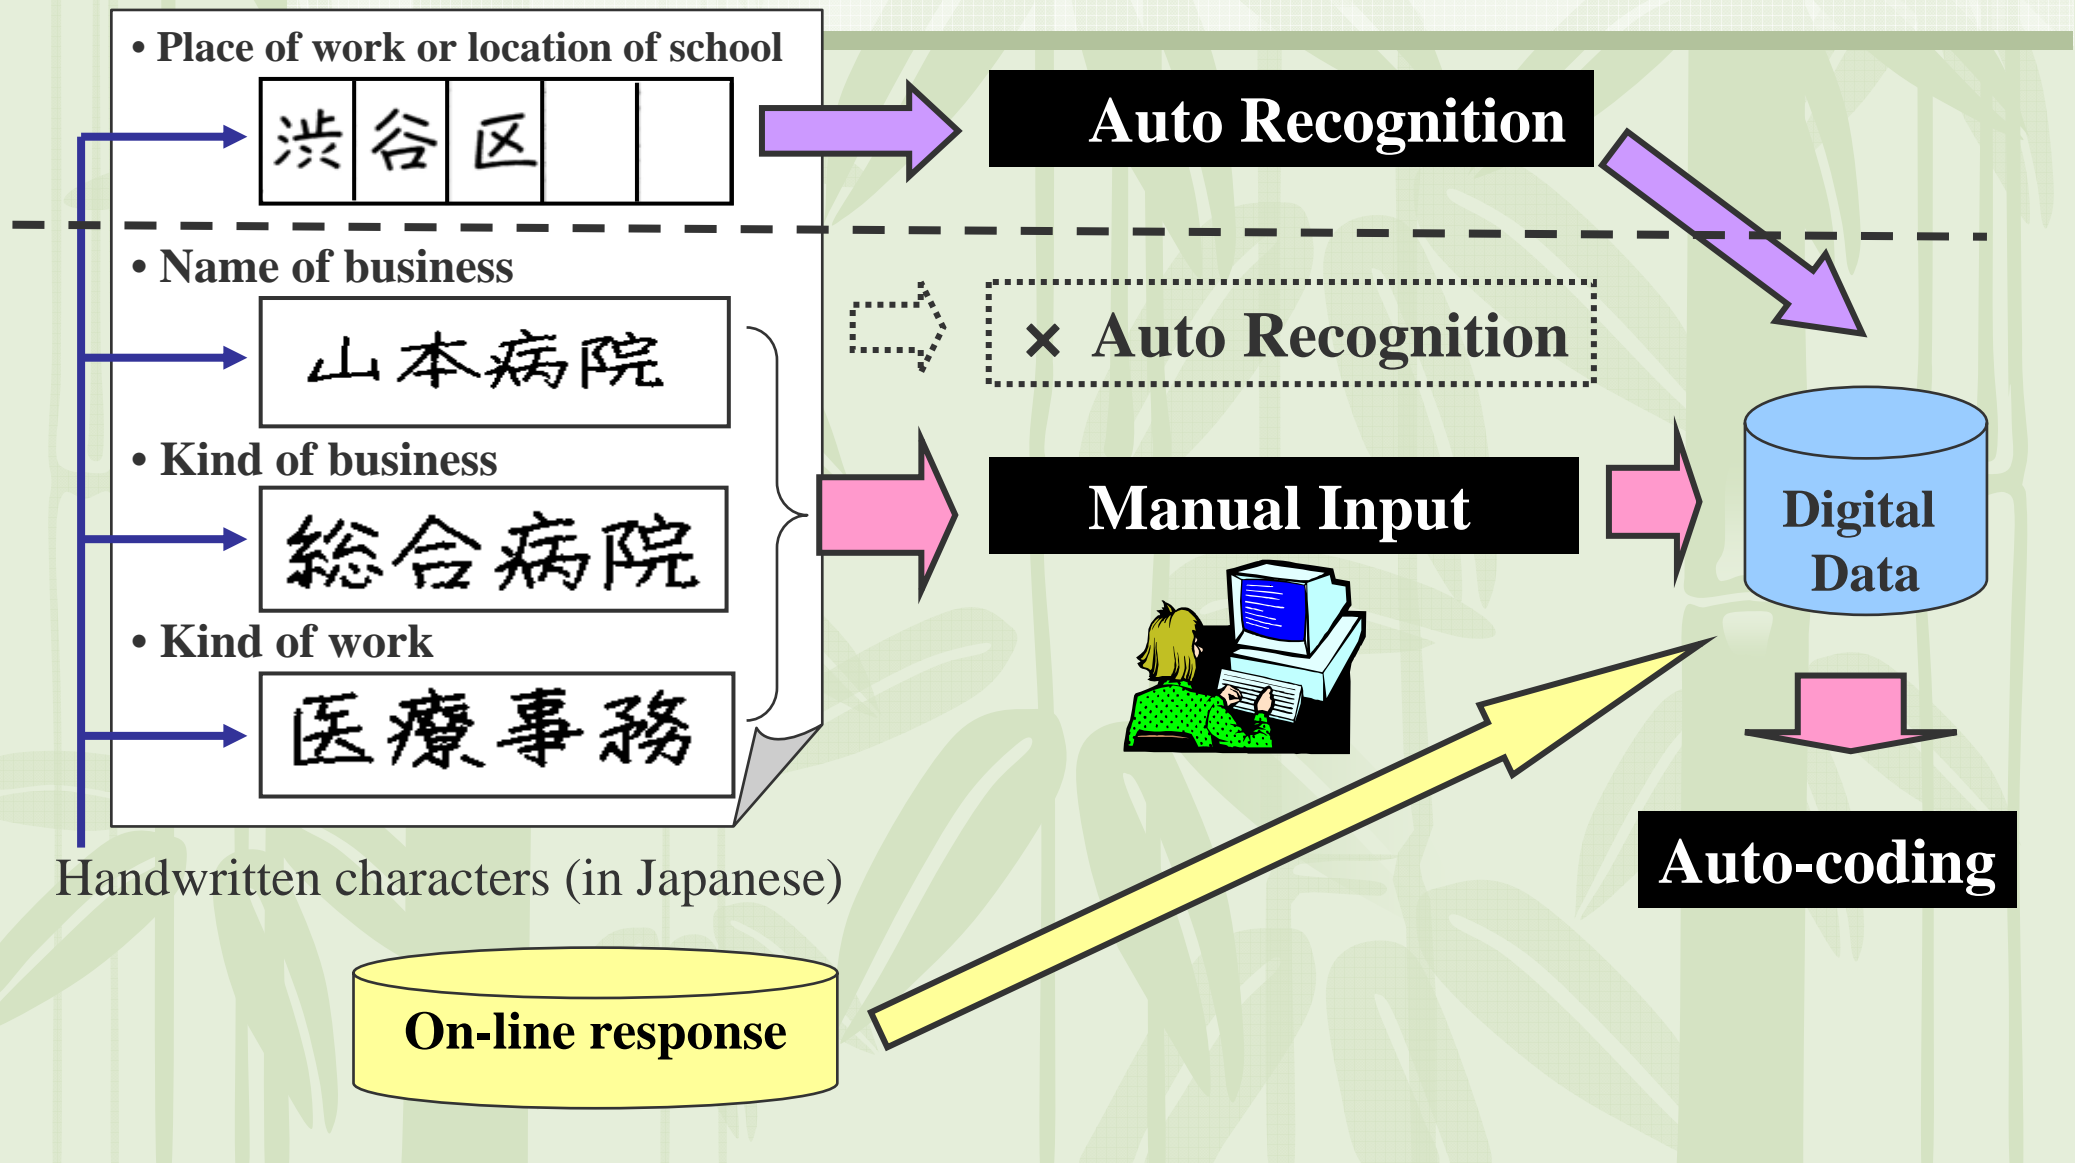 • Place of work or location of school
渋谷区
Auto Recognition
• Name of business
山本病院
× Auto Recognition
• Kind of business
総合病院
Manual Input
Digital
Data
• Kind of work
医療事務
Handwritten characters (in Japanese)
Auto-coding
On-line response